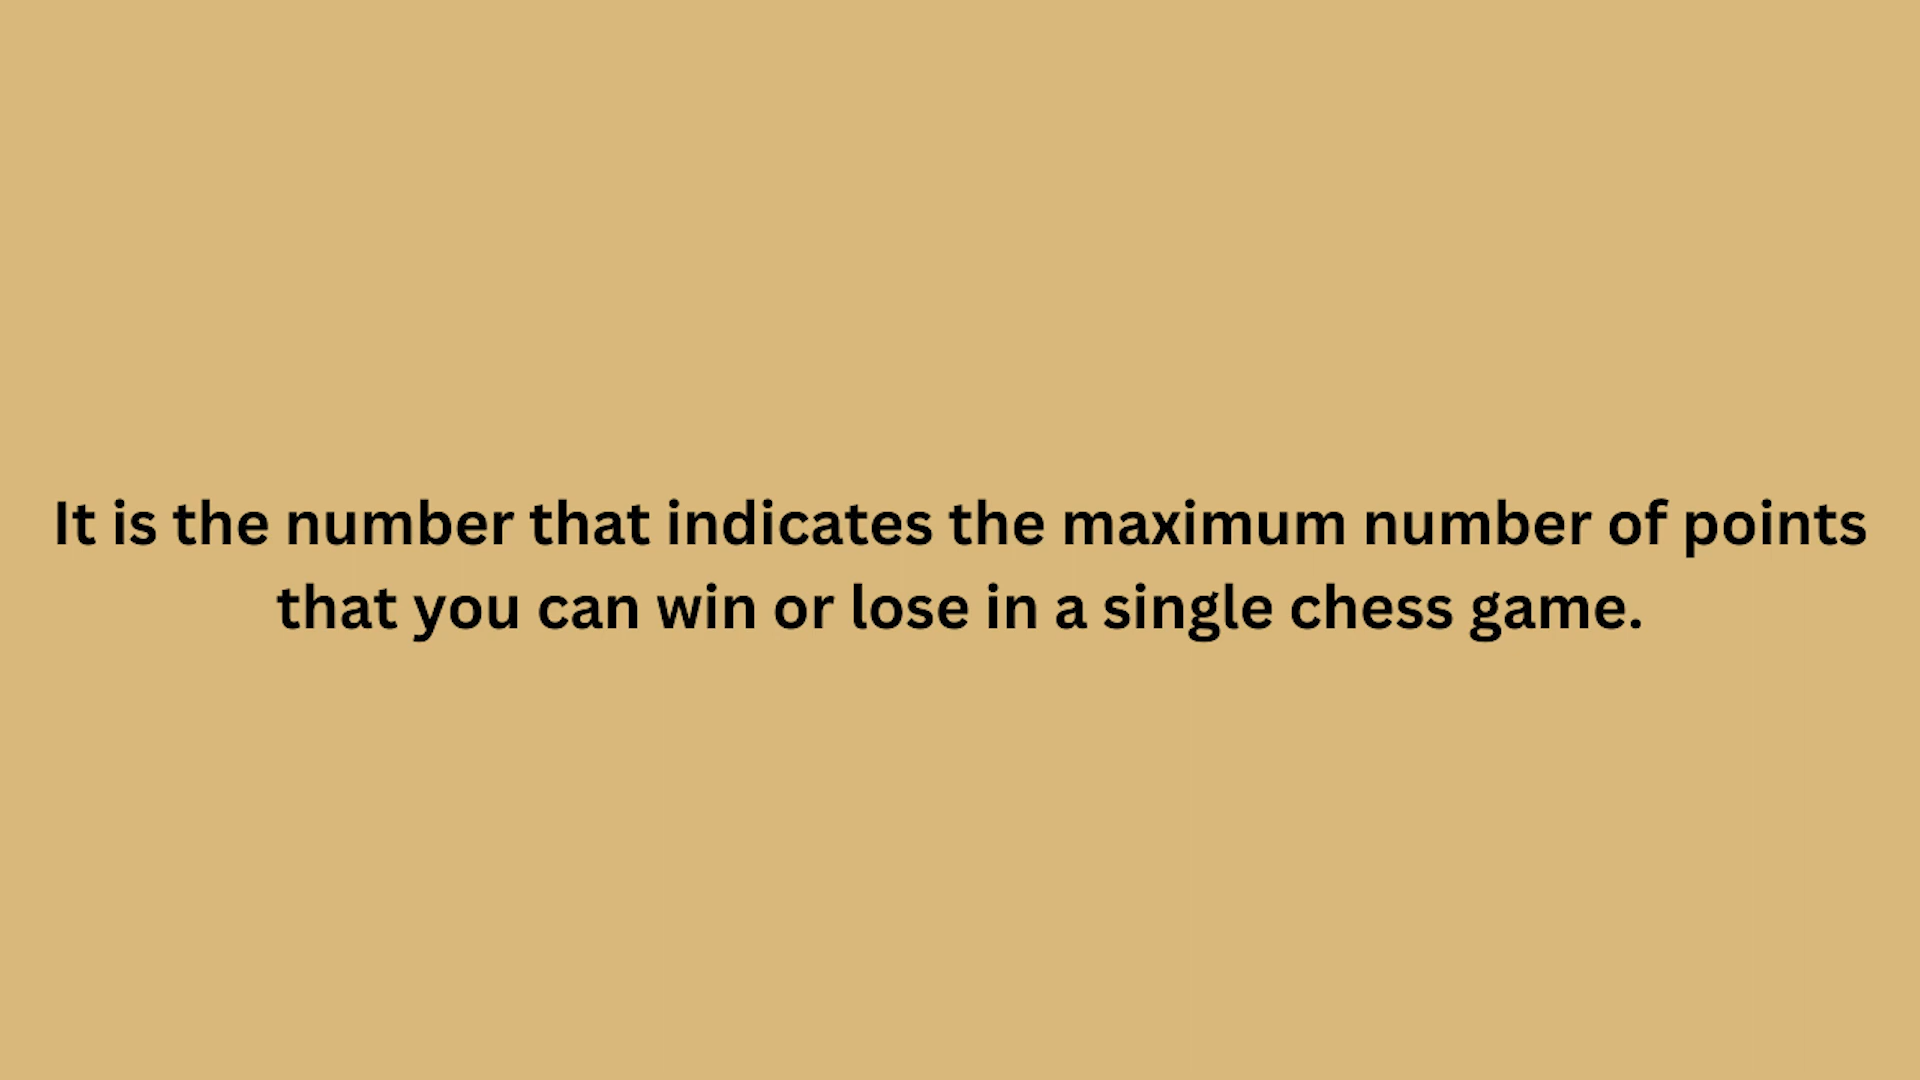 It is the number that indicates the maximum number of points
that you can win or lose in a single chess game.